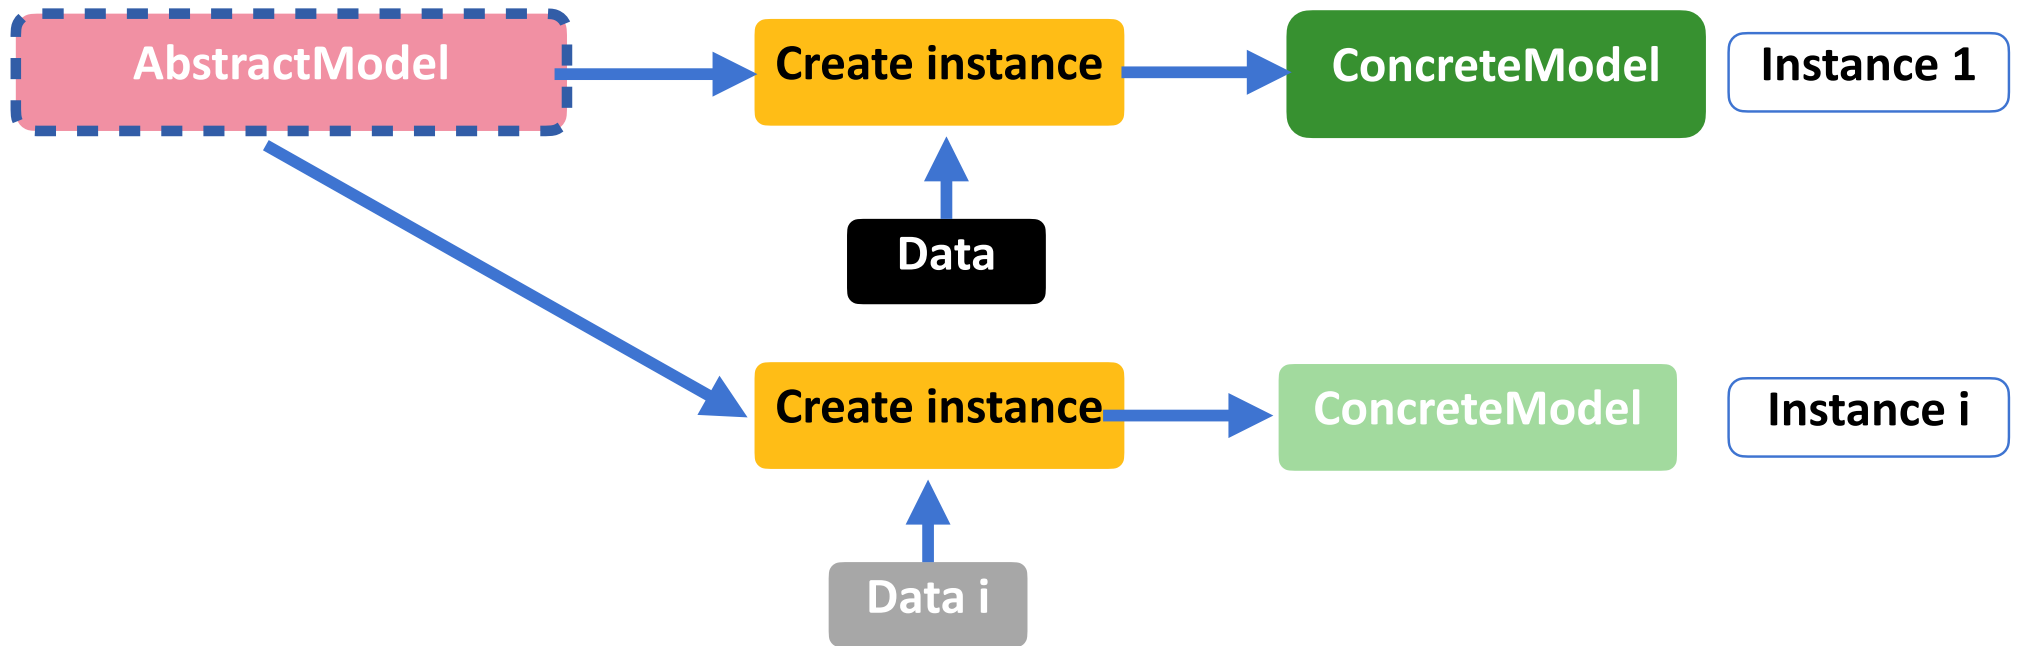 AbstractModel
Create instance
ConcreteModel
Instance 1
Data
Create instance
ConcreteModel
Instance i
Data i